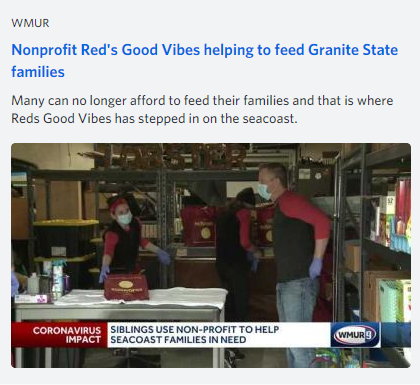 WMUR
Nonprofit Red's Good Vibes helping to feed Granite State
families
Many can no longer afford to feed their families and that is where
Reds Good Vibes has stepped in on the seacoast.
CORONAVIRUS
IMPACT
SIBLINGS USE NON-PROFIT TO HELP
SEACOAST FAMILIES IN NEED
WMUR 9